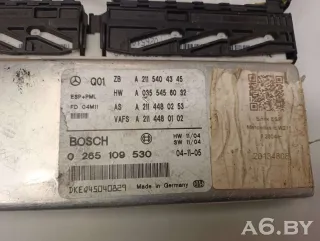 Q01 ZB A 211 540 43 45
ESP+PML HW A 035 545 60 32
FD 04M11 AS A 211 448 02 53
VAFS A 211 448 01 02
BOSCH HW 11/04
SW 11/04
0 265 109 530 04-11-05
Made in Germany
A6.BY